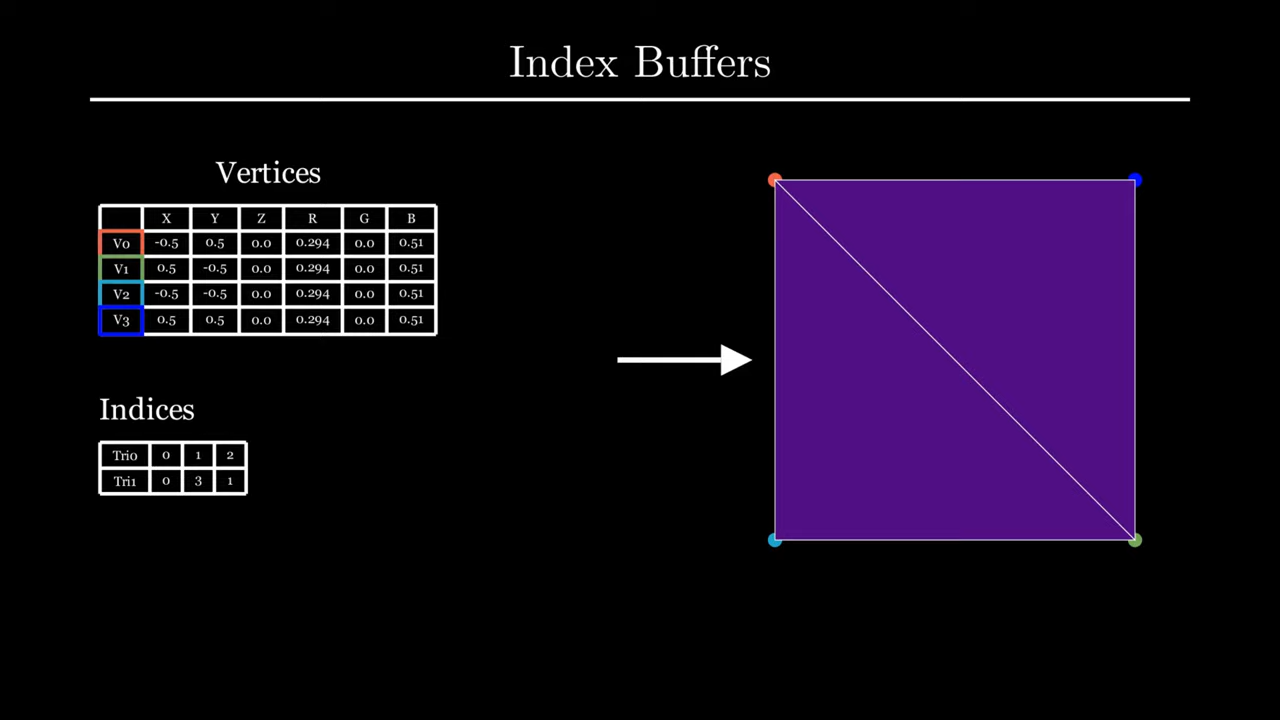 Index Buffers
Vertices
X Y Z R G B
V0 -0.5 0.5 0.0 0.294 0.0 0.51
V1 0.5 -0.5 0.0 0.294 0.0 0.51
V2 -0.5 -0.5 0.0 0.294 0.0 0.51
V3 0.5 0.5 0.0 0.294 0.0 0.51
Indices
Tri0 0 1 2
Tri1 0 3 1